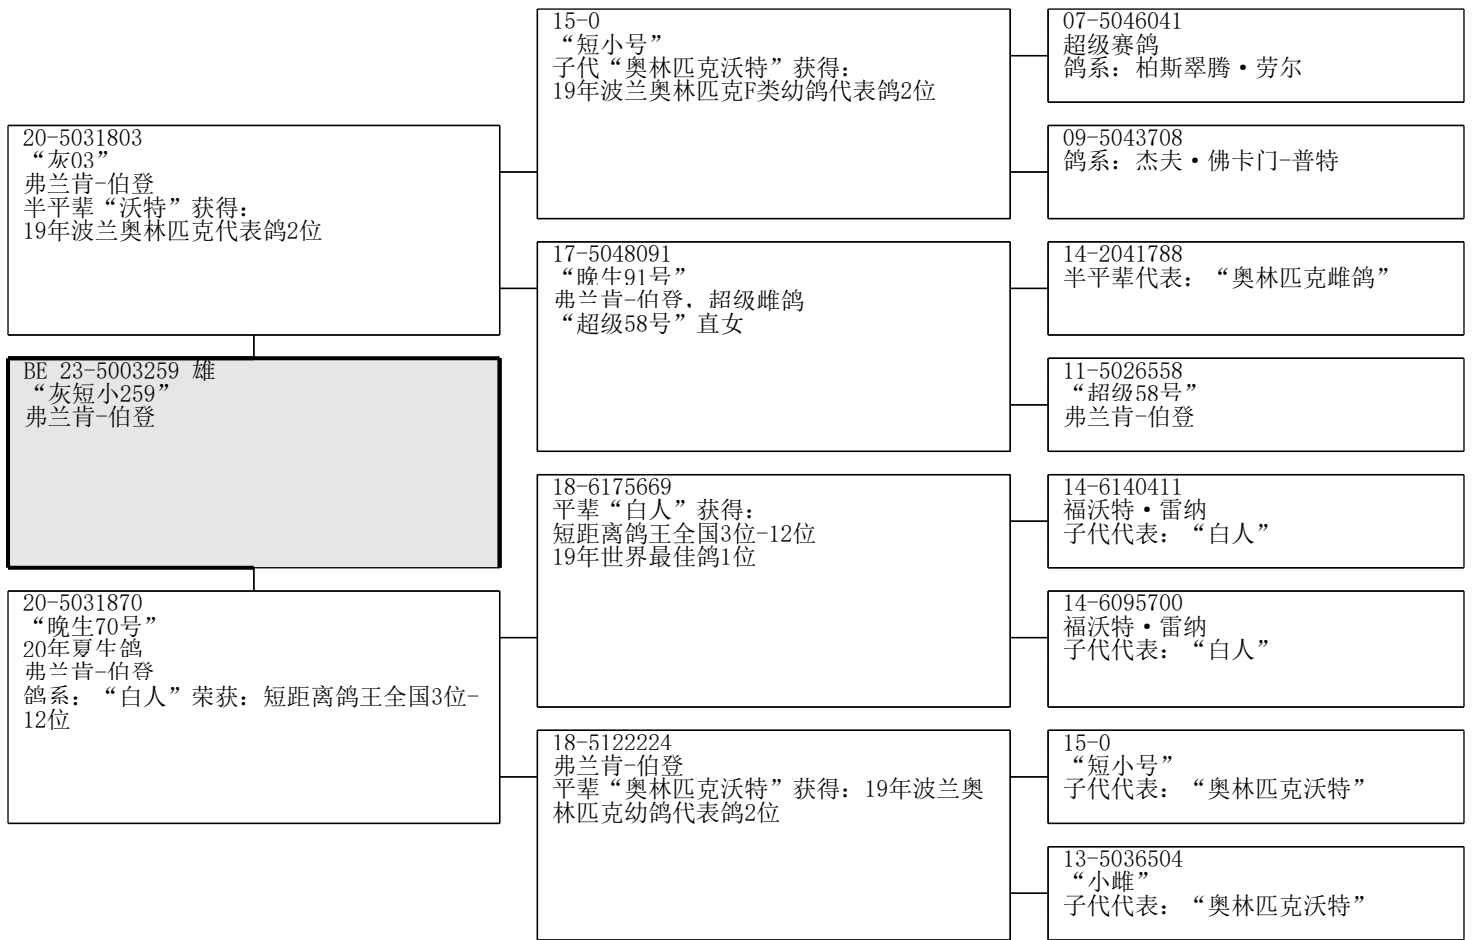 20-5031803
“灰03”
弗兰肯-伯登
半平辈“沃特”获得：
19年波兰奥林匹克代表鸽2位
BE 23-5003259 雄
“灰短小259”
弗兰肯-伯登
20-5031870
“晚生70号”
20年夏生鸽
弗兰肯-伯登
鸽系：“白人”荣获：短距离鸽王全国3位-
12位
15-0
“短小号”
子代“奥林匹克沃特”获得：
19年波兰奥林匹克F类幼鸽代表鸽2位
17-5048091
“晚生91号”
弗兰肯-伯登，超级雌鸽
“超级58号”直女
18-6175669
平辈“白人”获得：
短距离鸽王全国3位-12位
19年世界最佳鸽1位
18-5122224
弗兰肯-伯登
平辈“奥林匹克沃特”获得：19年波兰奥
林匹克幼鸽代表鸽2位
07-5046041
超级赛鸽
鸽系：柏斯翠腾·劳尔
09-5043708
鸽系：杰夫·佛卡门-普特
14-2041788
半平辈代表：“奥林匹克雌鸽”
11-5026558
“超级58号”
弗兰肯-伯登
14-6140411
福沃特·雷纳
子代代表：“白人”
14-6095700
福沃特·雷纳
子代代表：“白人”
15-0
“短小号”
子代代表：“奥林匹克沃特”
13-5036504
“小雌”
子代代表：“奥林匹克沃特”